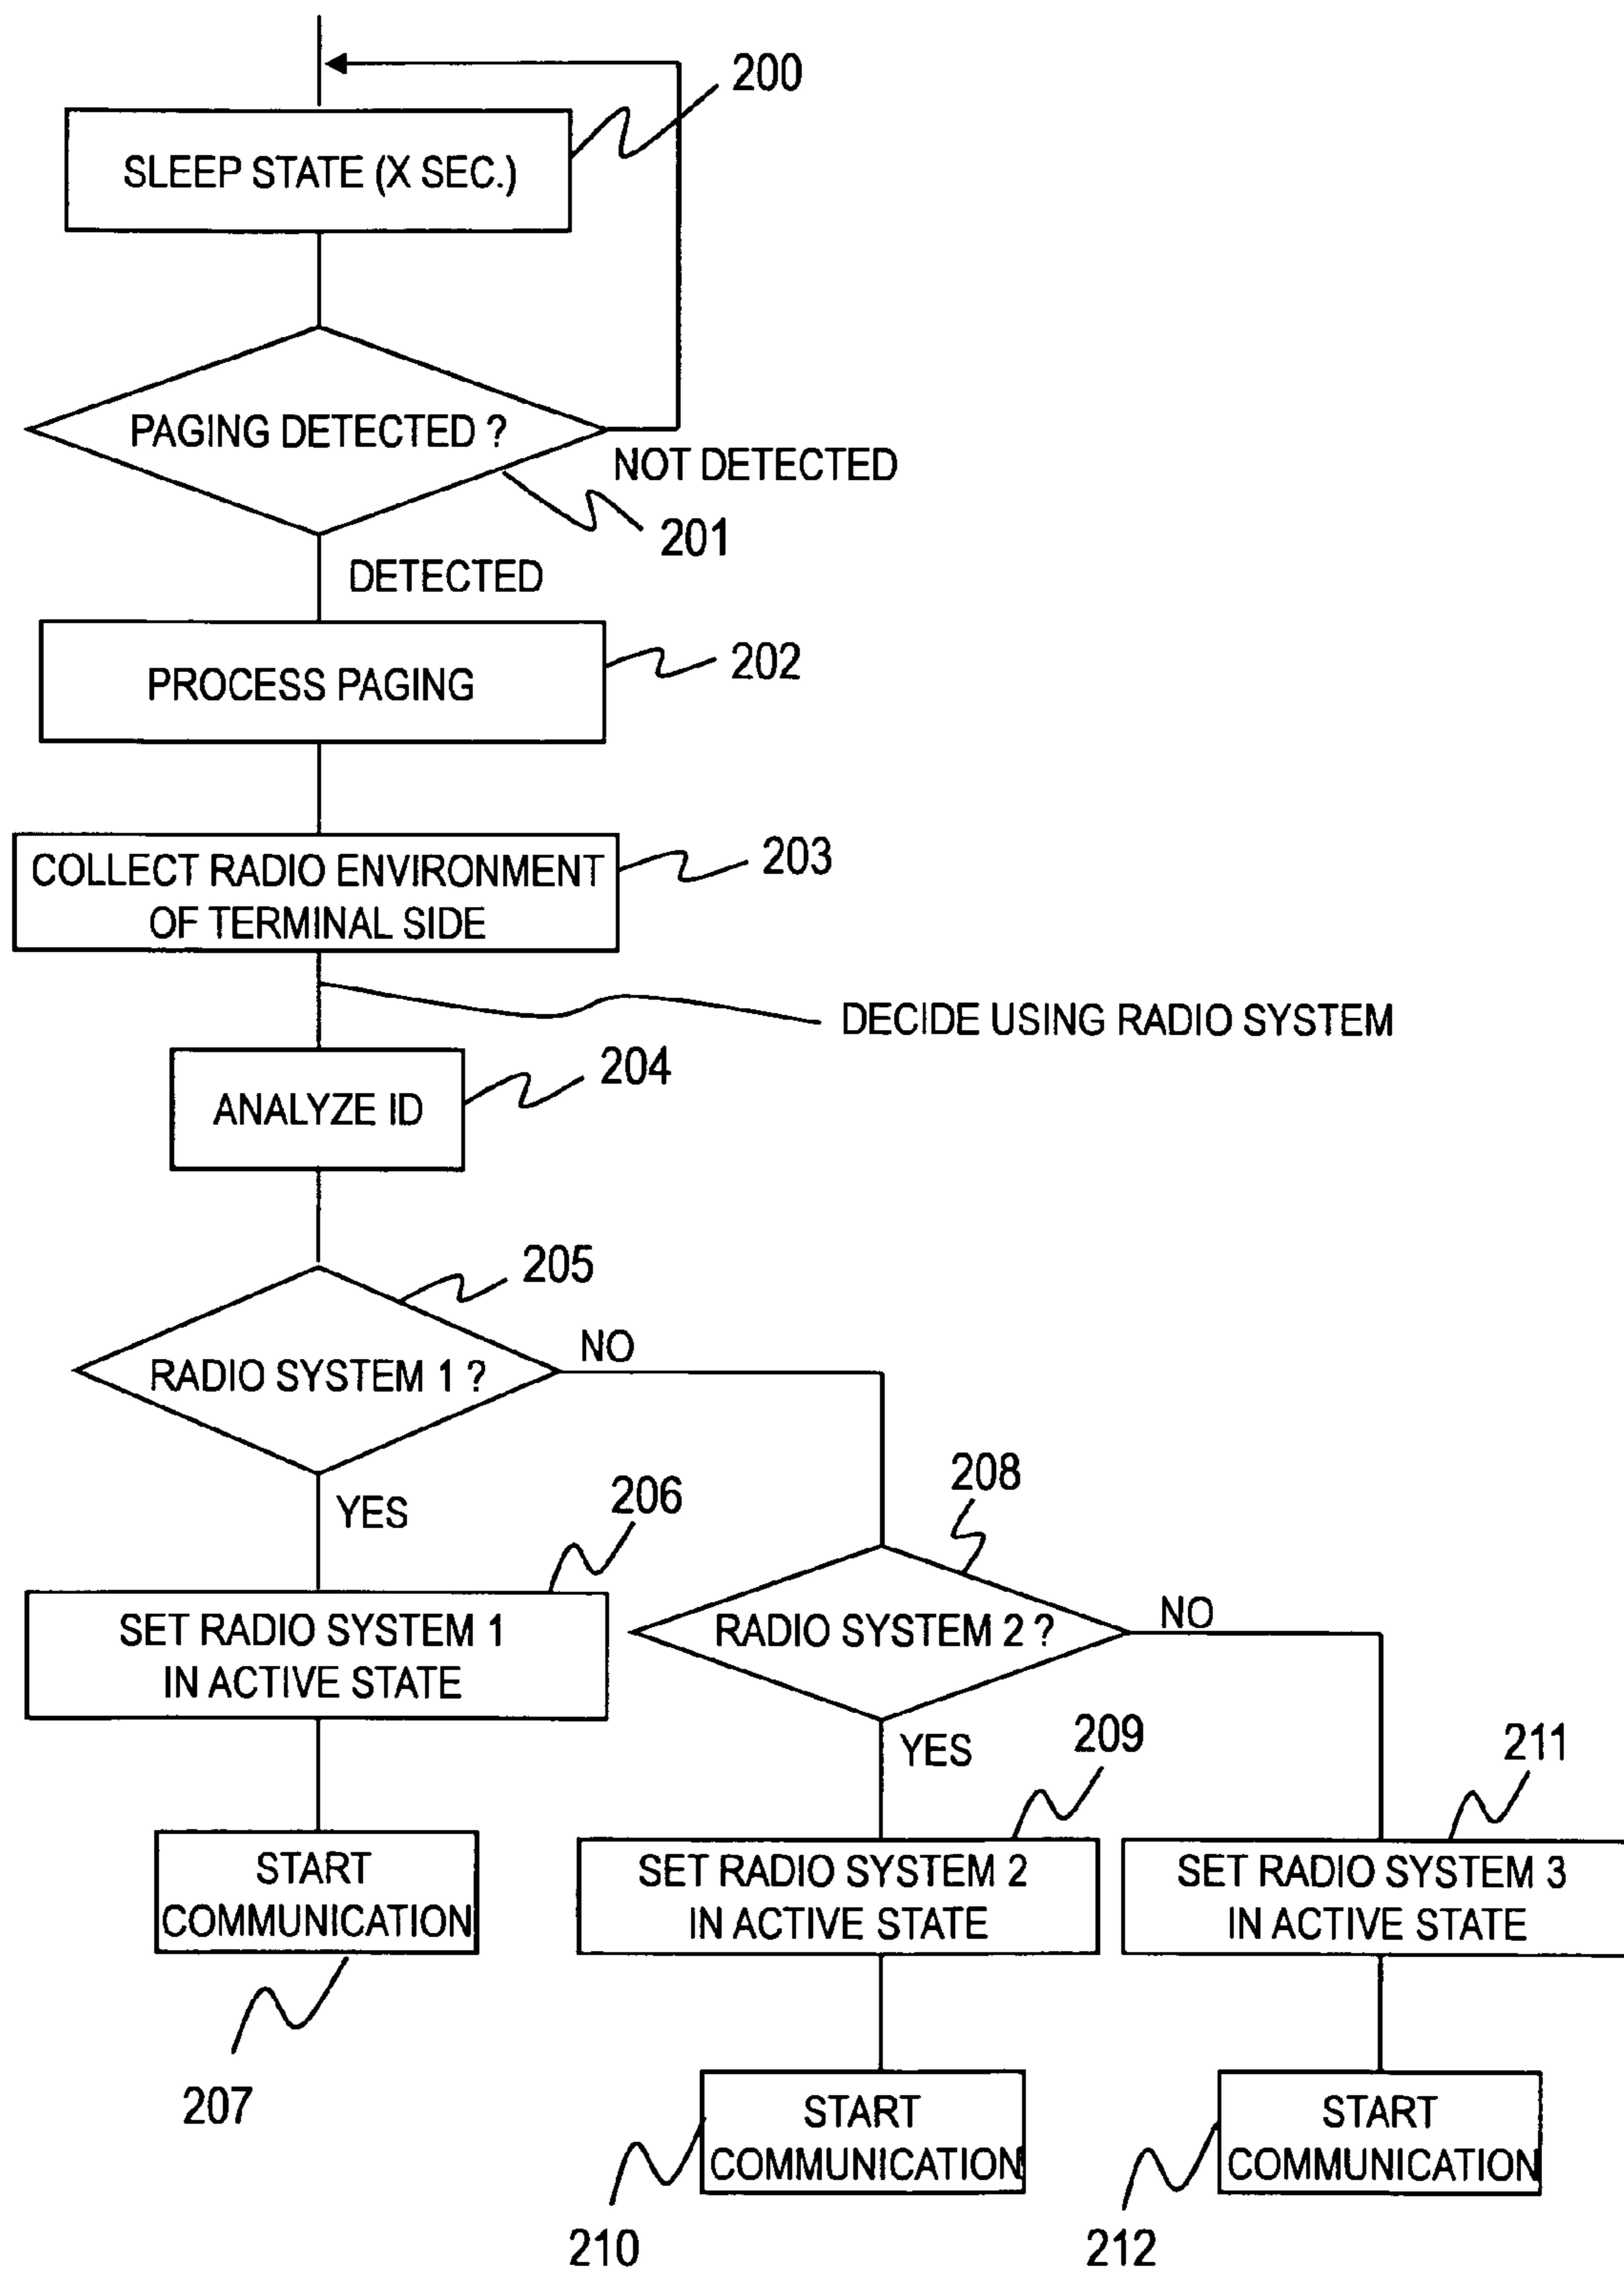 200
SLEEP STATE (X SEC.)
PAGING DETECTED ?
NOT DETECTED
201
DETECTED
PROCESS PAGING
202
COLLECT RADIO ENVIRONMENT
OF TERMINAL SIDE
203
DECIDE USING RADIO SYSTEM
ANALYZE ID
204
205
RADIO SYSTEM 1 ?
NO
YES
206
SET RADIO SYSTEM 1
IN ACTIVE STATE
START
COMMUNICATION
207
208
RADIO SYSTEM 2 ?
NO
YES
209
SET RADIO SYSTEM 2
IN ACTIVE STATE
START
COMMUNICATION
210
211
SET RADIO SYSTEM 3
IN ACTIVE STATE
START
COMMUNICATION
212